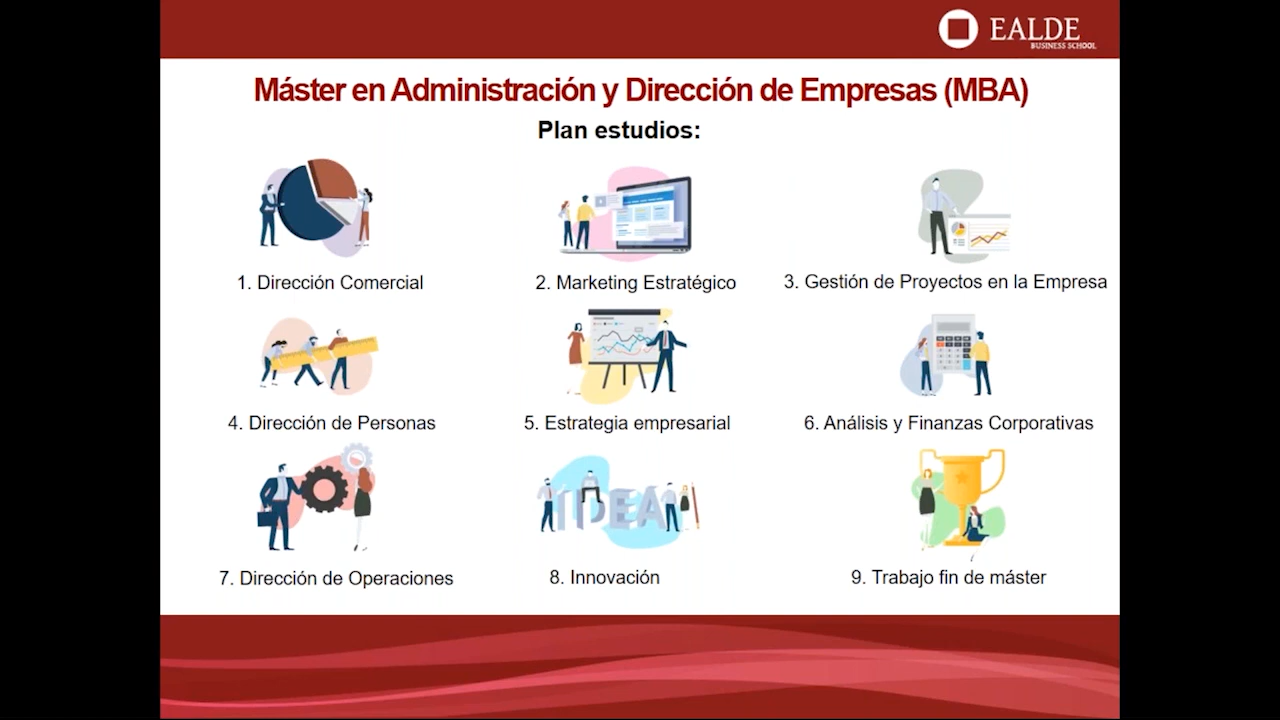 EALDE
BUSINESS SCHOOL
Máster en Administración y Dirección de Empresas (MBA)
Plan estudios:
1. Dirección Comercial
2. Marketing Estratégico
3. Gestión de Proyectos en la Empresa
4. Dirección de Personas
5. Estrategia empresarial
6. Análisis y Finanzas Corporativas
IDEA
7. Dirección de Operaciones
8. Innovación
9. Trabajo fin de máster